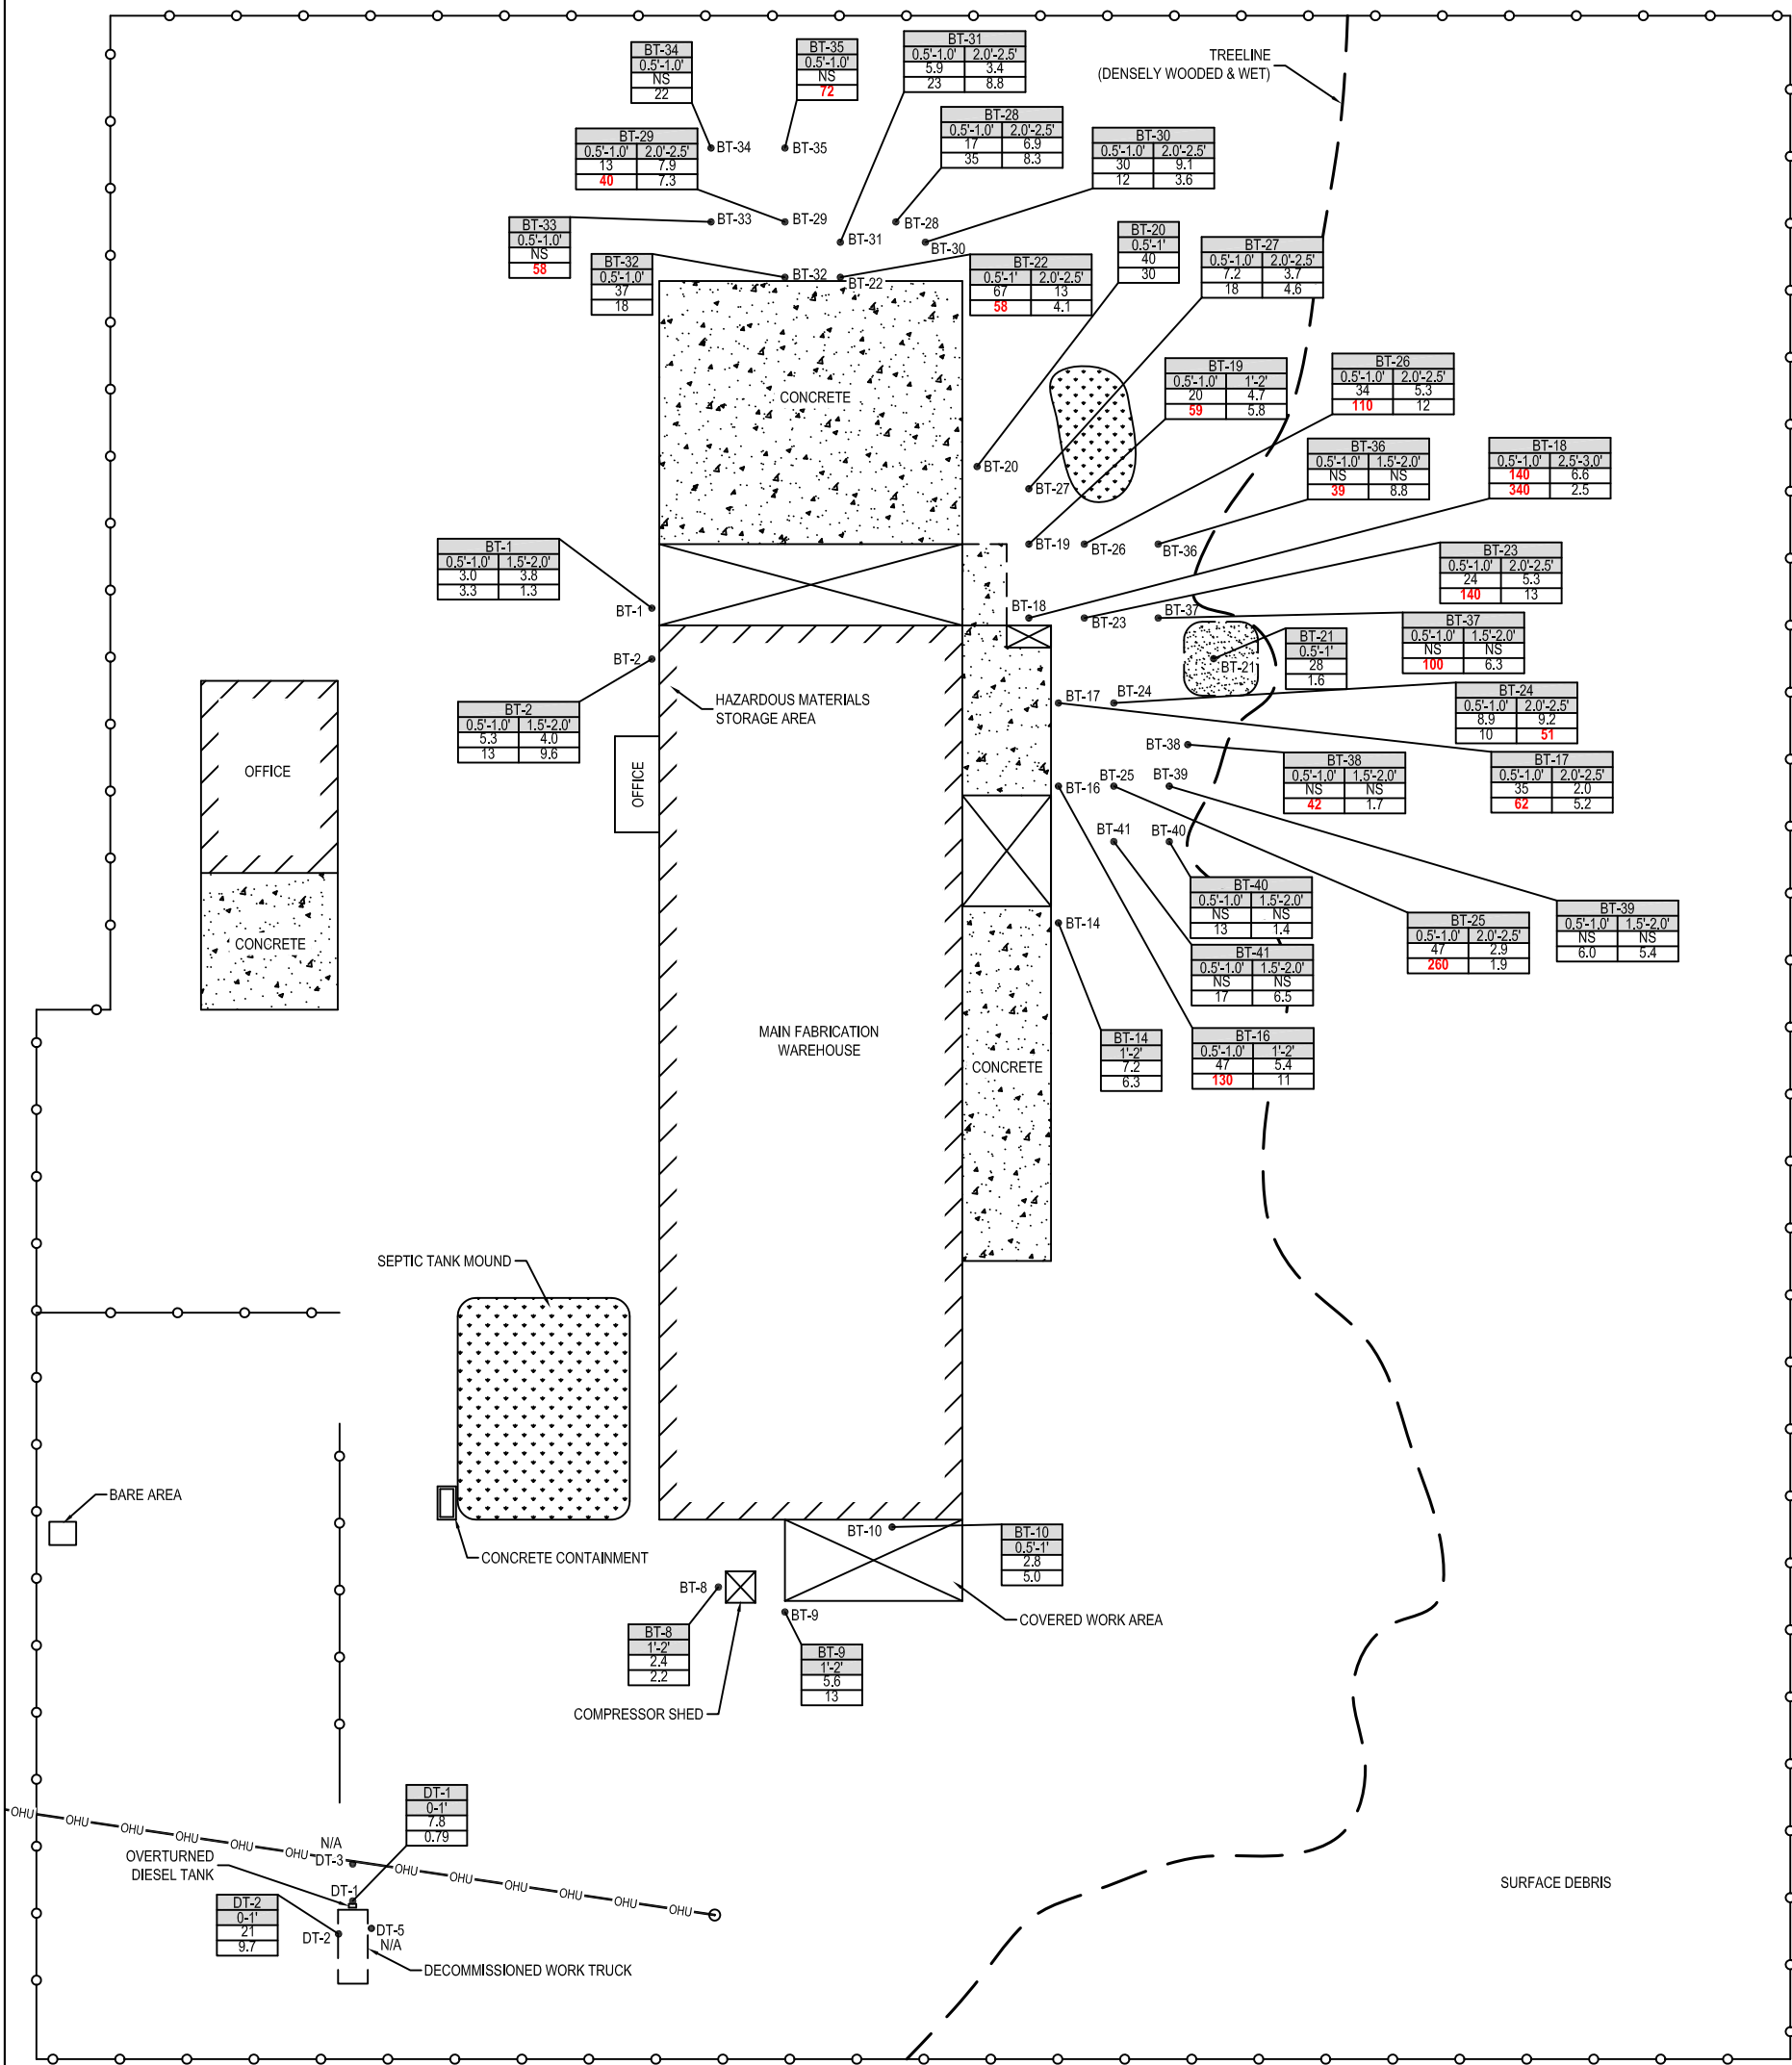 BT-34
0.5'-1.0'
NS
22
BT-35
0.5'-1.0'
NS
72
BT-31
0.5'-1.0' 2.0'-2.5'
5.9 3.4
23 8.8
TREELINE
(DENSELY WOODED & WET)
BT-28
0.5'-1.0' 2.0'-2.5'
17 6.9
35 8.3
BT-29
0.5'-1.0' 2.0'-2.5'
13 7.9
40 7.3
BT-30
0.5'-1.0' 2.0'-2.5'
30 9.1
12 3.6
BT-34
BT-35
BT-33
0.5'-1.0'
NS
58
BT-33
BT-29
BT-28
BT-31
BT-30
BT-20
0.5'-1'
40
30
BT-27
0.5'-1.0' 2.0'-2.5'
7.2 3.7
18 4.6
BT-32
0.5'-1.0'
37
18
BT-32
BT-22
BT-22
0.5'-1' 2.0'-2.5'
67 13
58 4.1
CONCRETE
BT-19
0.5'-1.0' 1'-2'
20 4.7
59 5.8
BT-26
0.5'-1.0' 2.0'-2.5'
34 5.3
110 12
BT-36
0.5'-1.0' 1.5'-2.0'
NS NS
39 8.8
BT-18
0.5'-1.0' 2.5'-3.0'
140 6.6
340 2.5
BT-20
BT-27
BT-19
BT-26
BT-36
BT-1
0.5'-1.0' 1.5'-2.0'
3.0 3.8
3.3 1.3
BT-23
0.5'-1.0' 2.0'-2.5'
24 5.3
140 13
BT-1
BT-18
BT-23
BT-37
BT-37
0.5'-1.0' 1.5'-2.0'
NS NS
100 6.3
BT-21
0.5'-1'
28
1.6
BT-2
BT-21
BT-2
0.5'-1.0' 1.5'-2.0'
5.3 4.0
13 9.6
HAZARDOUS MATERIALS
STORAGE AREA
BT-17
BT-24
BT-24
0.5'-1.0' 2.0'-2.5'
8.9 9.2
10 51
OFFICE
OFFICE
BT-38
BT-38
0.5'-1.0' 1.5'-2.0'
NS NS
42 1.7
BT-17
0.5'-1.0' 2.0'-2.5'
35 2.0
62 5.2
BT-16
BT-25
BT-39
BT-41
BT-40
BT-40
0.5'-1.0' 1.5'-2.0'
NS NS
13 1.4
BT-25
0.5'-1.0' 2.0'-2.5'
47 2.9
260 1.9
BT-39
0.5'-1.0' 1.5'-2.0'
NS NS
6.0 5.4
CONCRETE
BT-14
BT-41
0.5'-1.0' 1.5'-2.0'
NS NS
17 6.5
MAIN FABRICATION
WAREHOUSE
CONCRETE
BT-14
1'-2'
7.2
6.3
BT-16
0.5'-1.0' 1'-2'
47 5.4
130 11
SEPTIC TANK MOUND
BARE AREA
CONCRETE CONTAINMENT
BT-10
BT-10
0.5'-1'
2.8
5.0
BT-8
BT-9
COVERED WORK AREA
BT-8
1'-2'
2.4
2.2
BT-9
1'-2'
5.6
13
COMPRESSOR SHED
DT-1
0-1'
7.8
0.79
OHU OHU OHU OHU OHU OHU OHU OHU OHU OHU OHU OHU OHU
N/A
DT-3
OVERTURNED
DIESEL TANK
DT-1
DT-2
0-1'
21
9.7
DT-2
DT-5
N/A
DECOMMISSIONED WORK TRUCK
SURFACE DEBRIS